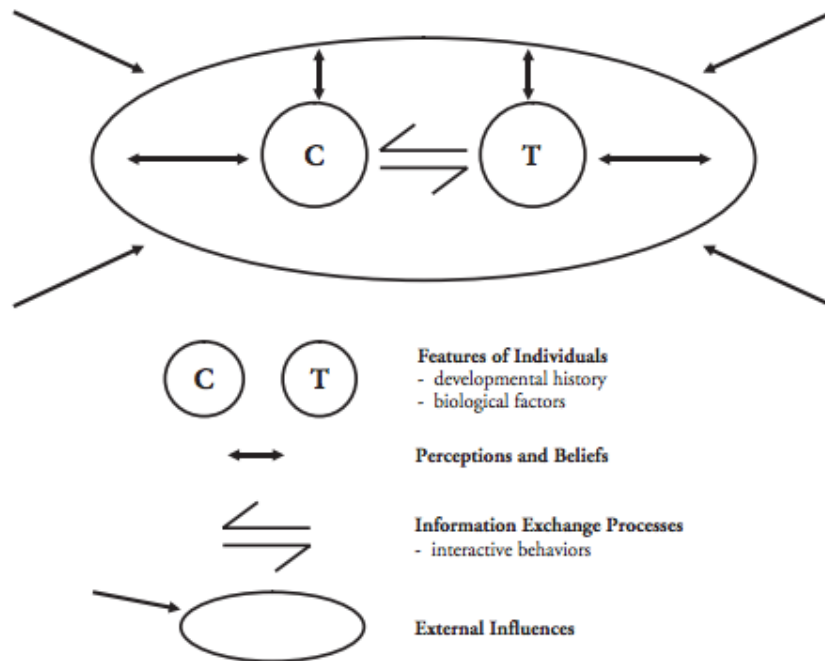 C
T
C
T
Features of Individuals
- developmental history
- biological factors
Perceptions and Beliefs
Information Exchange Processes
- interactive behaviors
External Influences